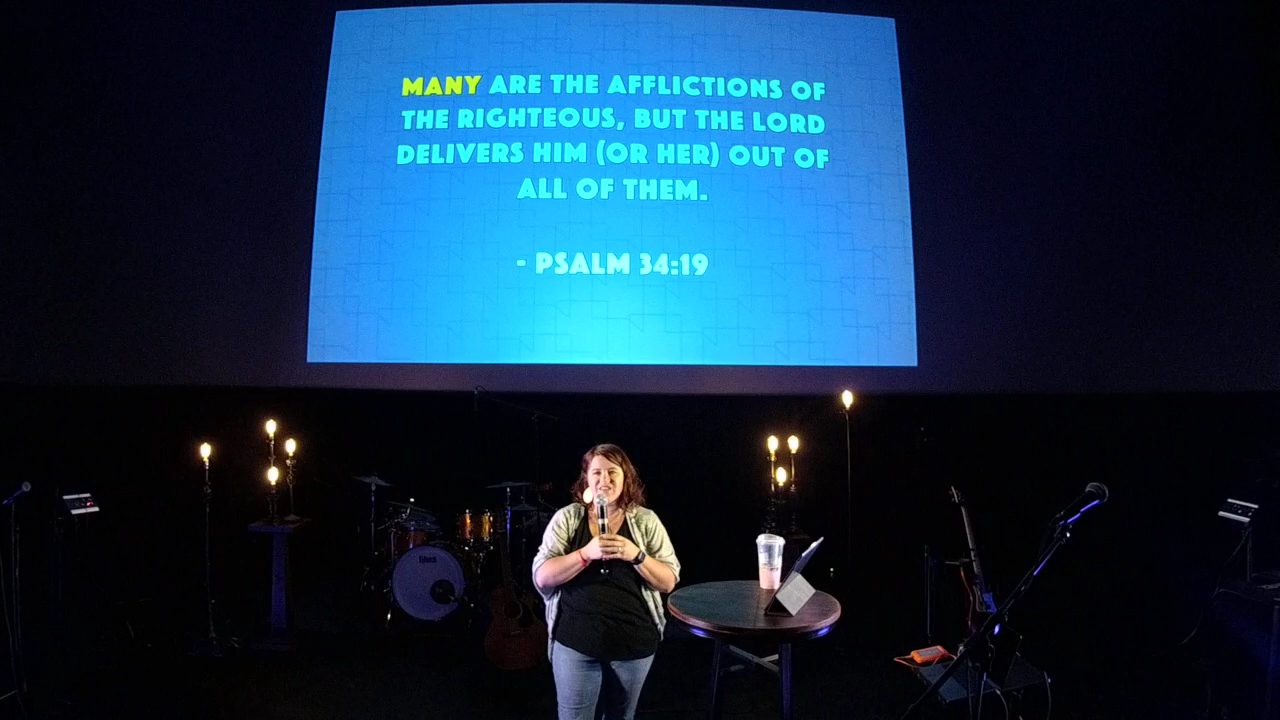 MANY ARE THE AFFLICTIONS OF
THE RIGHTEOUS, BUT THE LORD
DELIVERS HIM (OR HER) OUT OF
ALL OF THEM.
- PSALM 34:19